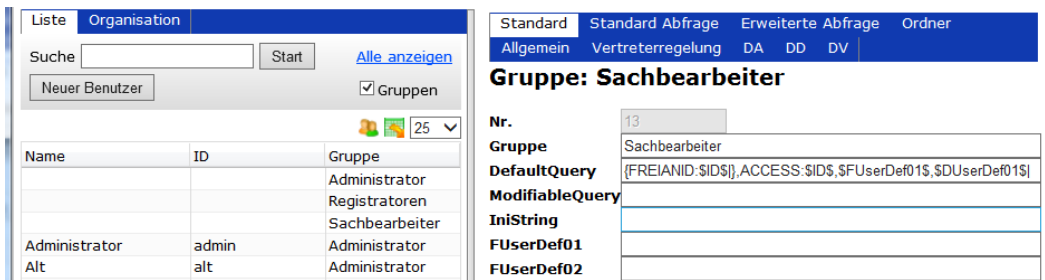 Liste Organisation
Suche Start Alle anzeigen
Neuer Benutzer Gruppen
25
Name ID Gruppe
Administrator
Registratoren
Sachbearbeiter
Administrator admin Administrator
Alt alt Administrator
Standard Standard Abfrage Erweiterte Abfrage Ordner
Allgemein Vertreterregelung DA DD DV
Gruppe: Sachbearbeiter
Nr. 13
Gruppe Sachbearbeiter
DefaultQuery {FREIANID:$ID$|},ACCESS:$ID$,$FUserDef01$,$DUserDef01$|
ModifiableQuery
IniString
FUserDef01
FUserDef02